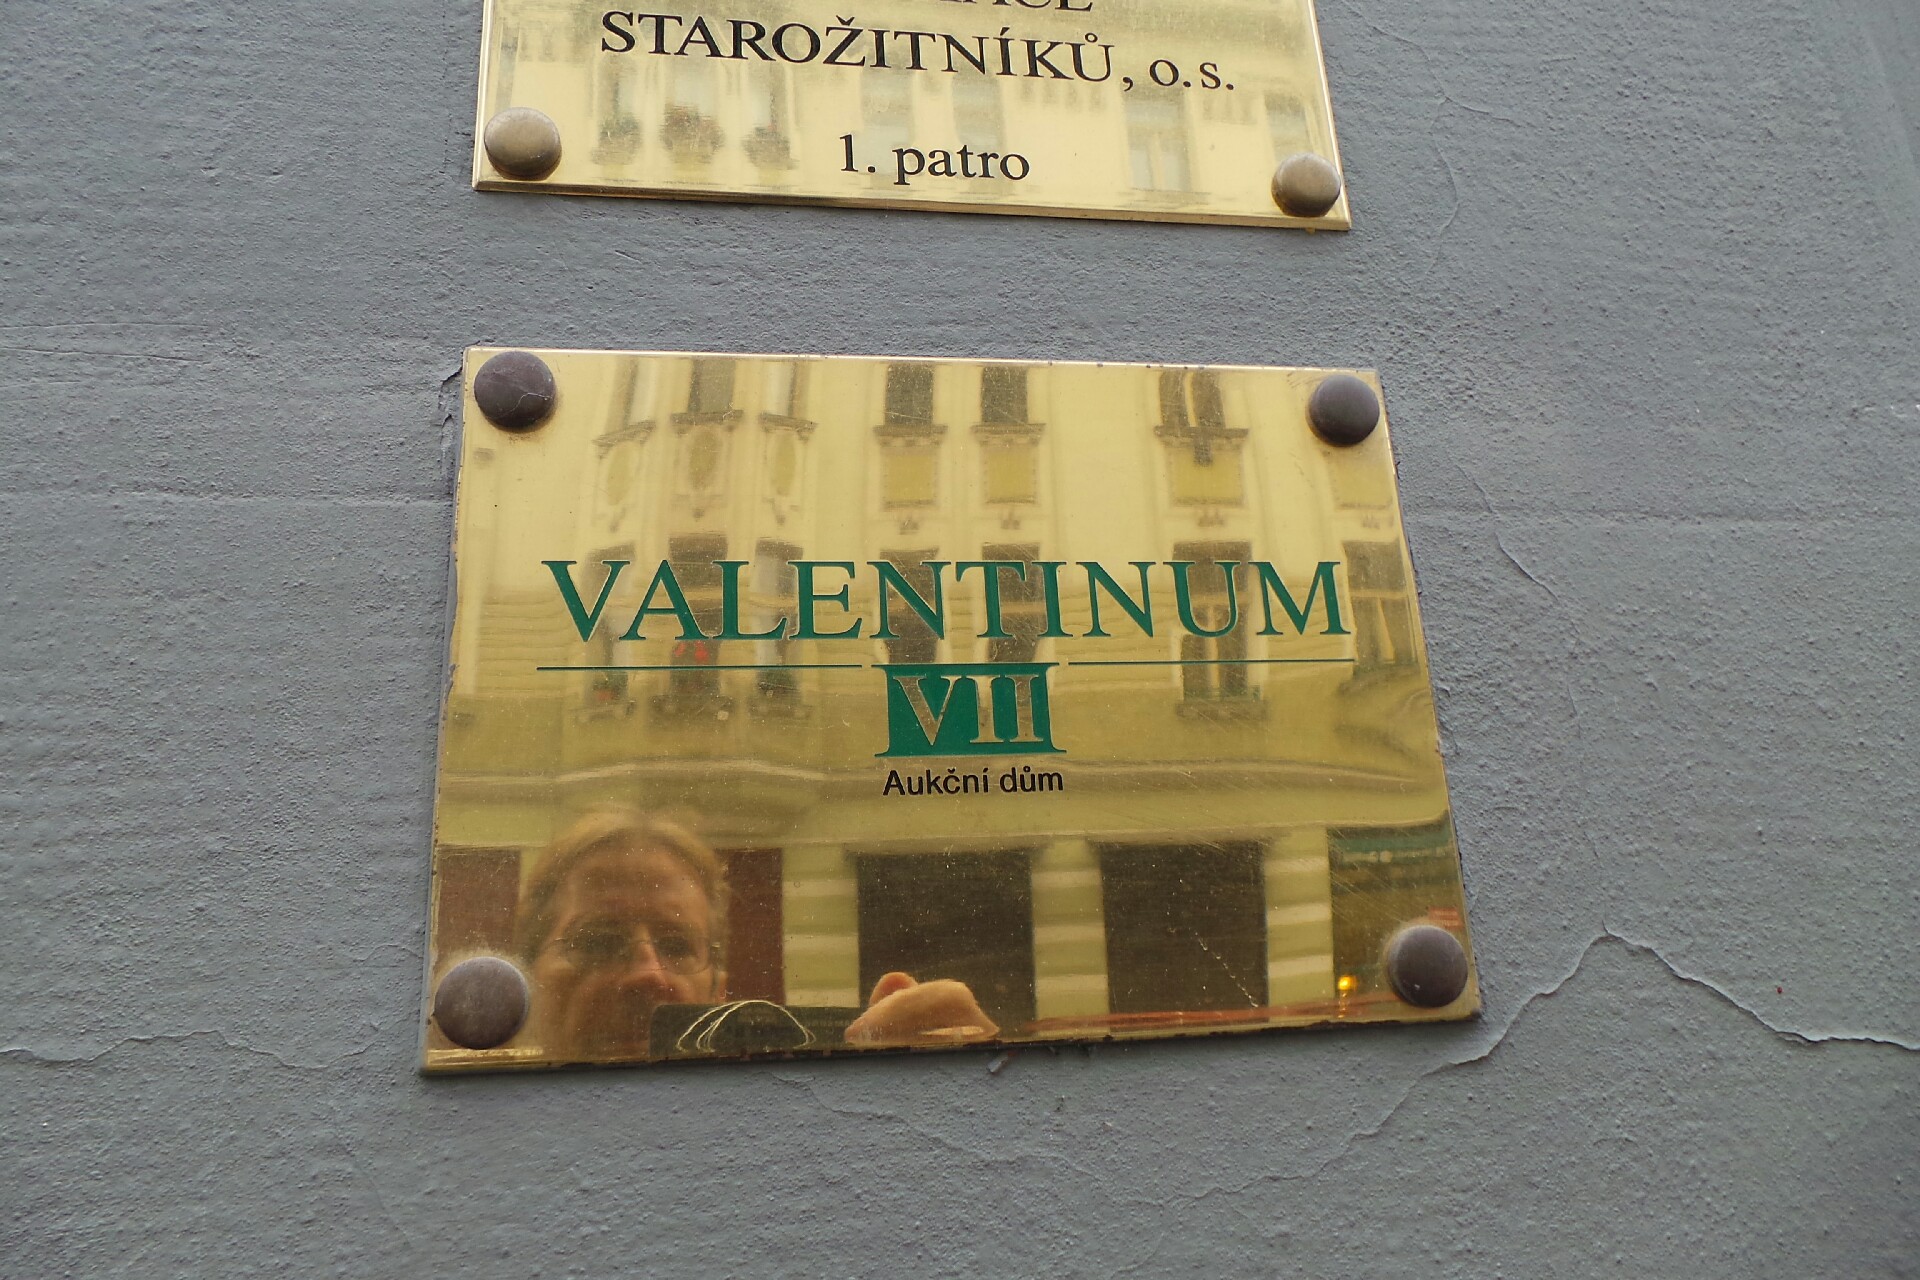 STAROŽITNÍKŮ, o.s.
1. patro
VALENTINUM
VII
Aukční dům